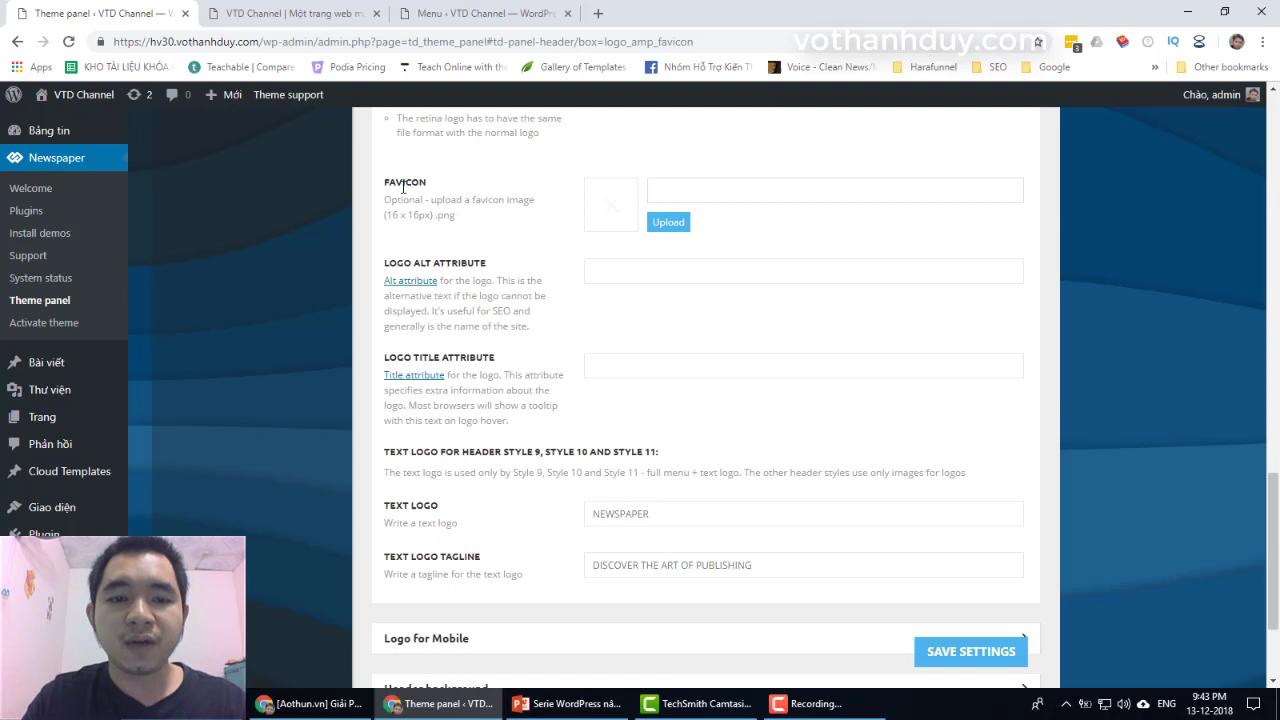 Theme panel ‹ VTD Channel — W
VTD Channel | Một trang web m
Menu ‹ VTD Channel — WordPre
https://hv30.vothanhduy.com/wp-admin/admin.php?page=td_theme_panel#td-panel-header/box=logo_amp_favicon
vothanhduy.com
Apps
KHO TÀI LIỆU KHÓA
Teachable | Compare
Podia Pricing
Teach Online with the
Gallery of Templates
Nhóm Hỗ Trợ Kiến T
Voice - Clean News/M
Harafunnel
SEO
Google
»
Other bookmarks
VTD Channel
2
0
Mới
Theme support
Chào, admin
Bảng tin
Newspaper
Welcome
Plugins
Install demos
Support
System status
Theme panel
Activate theme
Bài viết
Thư viện
Trang
Phản hồi
Cloud Templates
Giao diện
Plugin
The retina logo has to have the same
file format with the normal logo
FAVICON
Optional - upload a favicon image
(16 x 16px) .png
Upload
LOGO ALT ATTRIBUTE
Alt attribute for the logo. This is the
alternative text if the logo cannot be
displayed. It's useful for SEO and
generally is the name of the site.
LOGO TITLE ATTRIBUTE
Title attribute for the logo. This attribute
specifies extra information about the
logo. Most browsers will show a tooltip
with this text on logo hover.
TEXT LOGO FOR HEADER STYLE 9, STYLE 10 AND STYLE 11:
The text logo is used only by Style 9, Style 10 and Style 11 - full menu + text logo. The other header styles use only images for logos
TEXT LOGO
Write a text logo
NEWSPAPER
TEXT LOGO TAGLINE
Write a tagline for the text logo
DISCOVER THE ART OF PUBLISHING
Logo for Mobile
SAVE SETTINGS
Header background
[Aothun.vn] Giải P...
Theme panel ‹ VTD...
Serie WordPress nâ...
TechSmith Camtasi...
Recording...
ENG
9:43 PM
13-12-2018